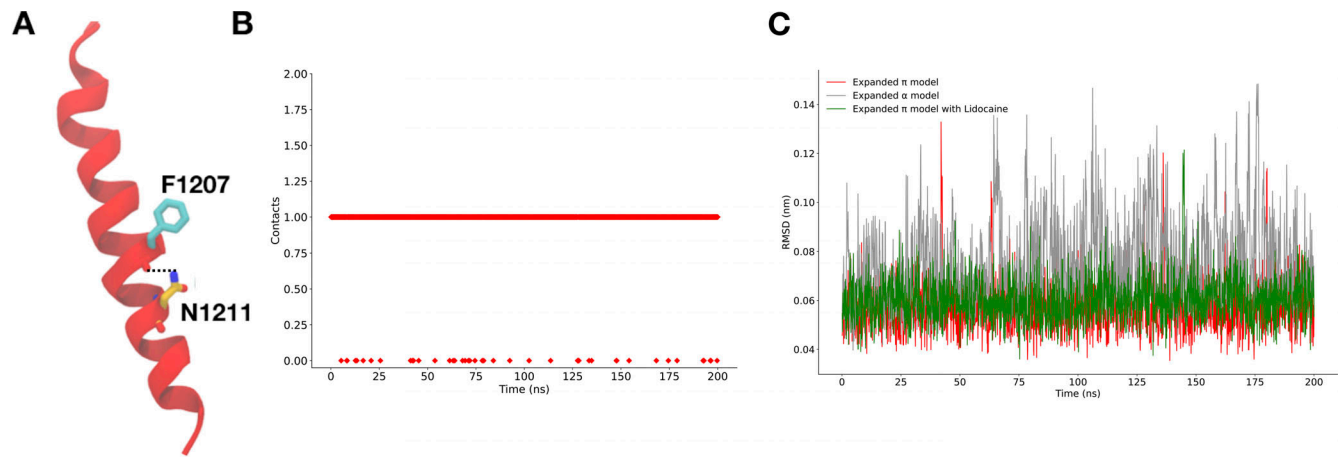 A
B
C
F1207
N1211
2.00
1.75
1.50
1.25
1.00
0.75
0.50
0.25
0.00
Contacts
0
25
50
75
100
125
150
175
200
Time (ns)
Expanded π model
Expanded α model
Expanded π model with Lidocaine
0.14
0.12
0.10
0.08
0.06
0.04
RMSD (nm)
0
25
50
75
100
125
150
175
200
Time (ns)